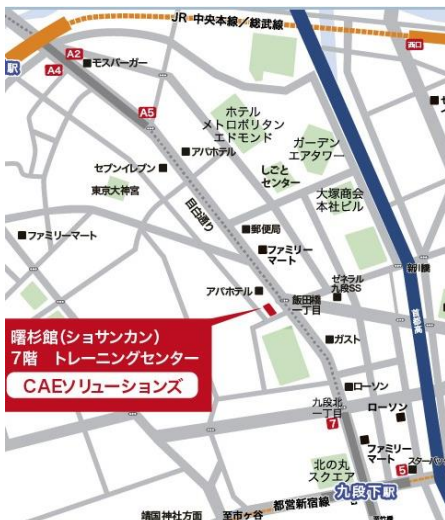 JR 中央本線／総武線
西口
A2
駅
A4
モスバーガー
A5
ホテル
メトロポリタン
エドモンド
ガーデン
エアタワー
アパホテル
セブンイレブン
しごと
センター
東京大神宮
大塚商会
本社ビル
目白通り
郵便局
ファミリーマート
ファミリー
マート
新川橋
ゼネラル
九段SS
アパホテル
飯田橋
一丁目
首都高
曙杉館(ショサンカン)
7階 トレーニングセンター
CAEソリューションズ
ガスト
ローソン
九段北
一丁目
ローソン
7
ファミリー
マート
北の丸
スクエア
5
スターバッ
九段下駅
都営新宿線
靖国神社方面
至市ヶ谷